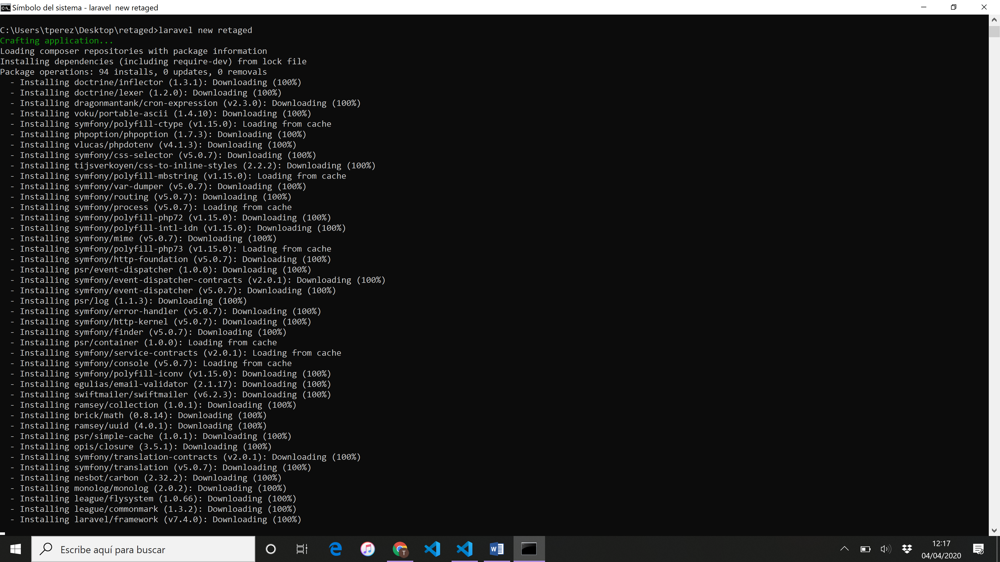 Símbolo del sistema - laravel  new retaged
C:\Users\tperez\Desktop\retaged>laravel new retaged
Crafting application...
Loading composer repositories with package information
Installing dependencies (including require-dev) from lock file
Package operations: 94 installs, 0 updates, 0 removals
  - Installing doctrine/inflector (1.3.1): Downloading (100%)
  - Installing doctrine/lexer (1.2.0): Downloading (100%)
  - Installing dragonmantank/cron-expression (v2.3.0): Downloading (100%)
  - Installing voku/portable-ascii (1.4.10): Downloading (100%)
  - Installing symfony/polyfill-ctype (v1.15.0): Loading from cache
  - Installing phpoption/phpoption (1.7.3): Downloading (100%)
  - Installing vlucas/phpdotenv (v4.1.3): Downloading (100%)
  - Installing symfony/css-selector (v5.0.7): Downloading (100%)
  - Installing tijsverkoyen/css-to-inline-styles (2.2.2): Downloading (100%)
  - Installing symfony/polyfill-mbstring (v1.15.0): Loading from cache
  - Installing symfony/var-dumper (v5.0.7): Downloading (100%)
  - Installing symfony/routing (v5.0.7): Downloading (100%)
  - Installing symfony/process (v5.0.7): Loading from cache
  - Installing symfony/polyfill-php72 (v1.15.0): Downloading (100%)
  - Installing symfony/polyfill-intl-idn (v1.15.0): Downloading (100%)
  - Installing symfony/mime (v5.0.7): Downloading (100%)
  - Installing symfony/polyfill-php73 (v1.15.0): Loading from cache
  - Installing symfony/http-foundation (v5.0.7): Downloading (100%)
  - Installing psr/event-dispatcher (1.0.0): Downloading (100%)
  - Installing symfony/event-dispatcher-contracts (v2.0.1): Downloading (100%)
  - Installing symfony/event-dispatcher (v5.0.7): Downloading (100%)
  - Installing psr/log (1.1.3): Downloading (100%)
  - Installing symfony/error-handler (v5.0.7): Downloading (100%)
  - Installing symfony/http-kernel (v5.0.7): Downloading (100%)
  - Installing symfony/finder (v5.0.7): Downloading (100%)
  - Installing psr/container (1.0.0): Loading from cache
  - Installing symfony/service-contracts (v2.0.1): Loading from cache
  - Installing symfony/console (v5.0.7): Loading from cache
  - Installing symfony/polyfill-iconv (v1.15.0): Downloading (100%)
  - Installing egulias/email-validator (2.1.17): Downloading (100%)
  - Installing swiftmailer/swiftmailer (v6.2.3): Downloading (100%)
  - Installing ramsey/collection (1.0.1): Downloading (100%)
  - Installing brick/math (0.8.14): Downloading (100%)
  - Installing ramsey/uuid (4.0.1): Downloading (100%)
  - Installing psr/simple-cache (1.0.1): Downloading (100%)
  - Installing opis/closure (3.5.1): Downloading (100%)
  - Installing symfony/translation-contracts (v2.0.1): Downloading (100%)
  - Installing symfony/translation (v5.0.7): Downloading (100%)
  - Installing nesbot/carbon (2.32.2): Downloading (100%)
  - Installing monolog/monolog (2.0.2): Downloading (100%)
  - Installing league/flysystem (1.0.66): Downloading (100%)
  - Installing league/commonmark (1.3.2): Downloading (100%)
  - Installing laravel/framework (v7.4.0): Downloading (100%)
Escribe aquí para buscar
T
W
12:17
04/04/2020